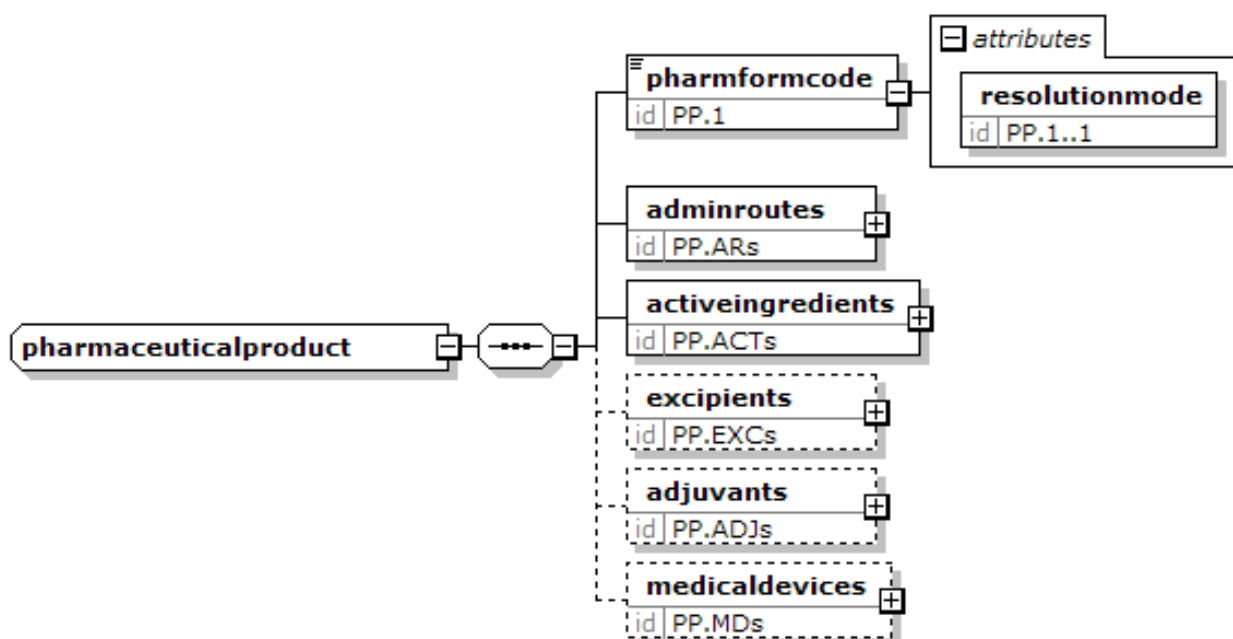 attributes
pharmformcode
id PP.1
resolutionmode
id PP.1..1
adminroutes
id PP.ARs
activeingredients
id PP.ACTs
pharmaceuticalproduct
excipients
id PP.EXCs
adjuvants
id PP.ADJs
medicaldevices
id PP.MDs